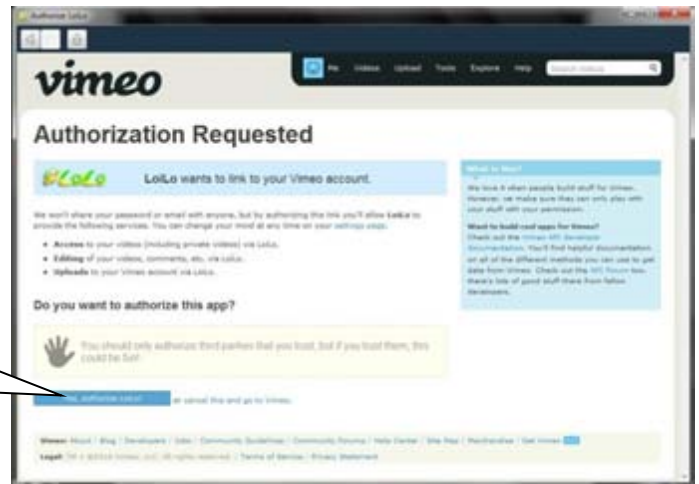 Authorize LoiLo
vimeo
Me Videos Upload Tools Explore Help
Authorization Requested
LoiLo
LoiLo wants to link to your Vimeo account.
What is this?
We love it when people build stuff for Vimeo.
However, we make sure they can only play with
your stuff with your permission.
Want to build cool apps for Vimeo?
Check out the Vimeo API Developer
Documentation. You'll find helpful documentation
on all of the different methods you can use to get
data from Vimeo. Check out the API Forum too,
there's lots of good stuff there from fellow
developers.
We won't share your password or email with anyone, but by authorizing the link you'll allow LoiLo to
provide the following services. You can change your mind at any time on your settings page.
• Access to your videos (including private videos) via LoiLo.
• Editing of your videos, comments, etc. via LoiLo.
• Uploads to your Vimeo account via LoiLo.
Do you want to authorize this app?
You should only authorize third parties that you trust, but if you trust them, this
could be fun!
Yes, authorize LoiLo!
or cancel this and go to Vimeo.
Vimeo: About / Blog / Developers / Jobs / Community Guidelines / Community Forums / Help Center / Site Map / Merchandise / Get Vimeo
Legal: Vimeo, LLC. All rights reserved. / Terms of Service / Privacy Statement